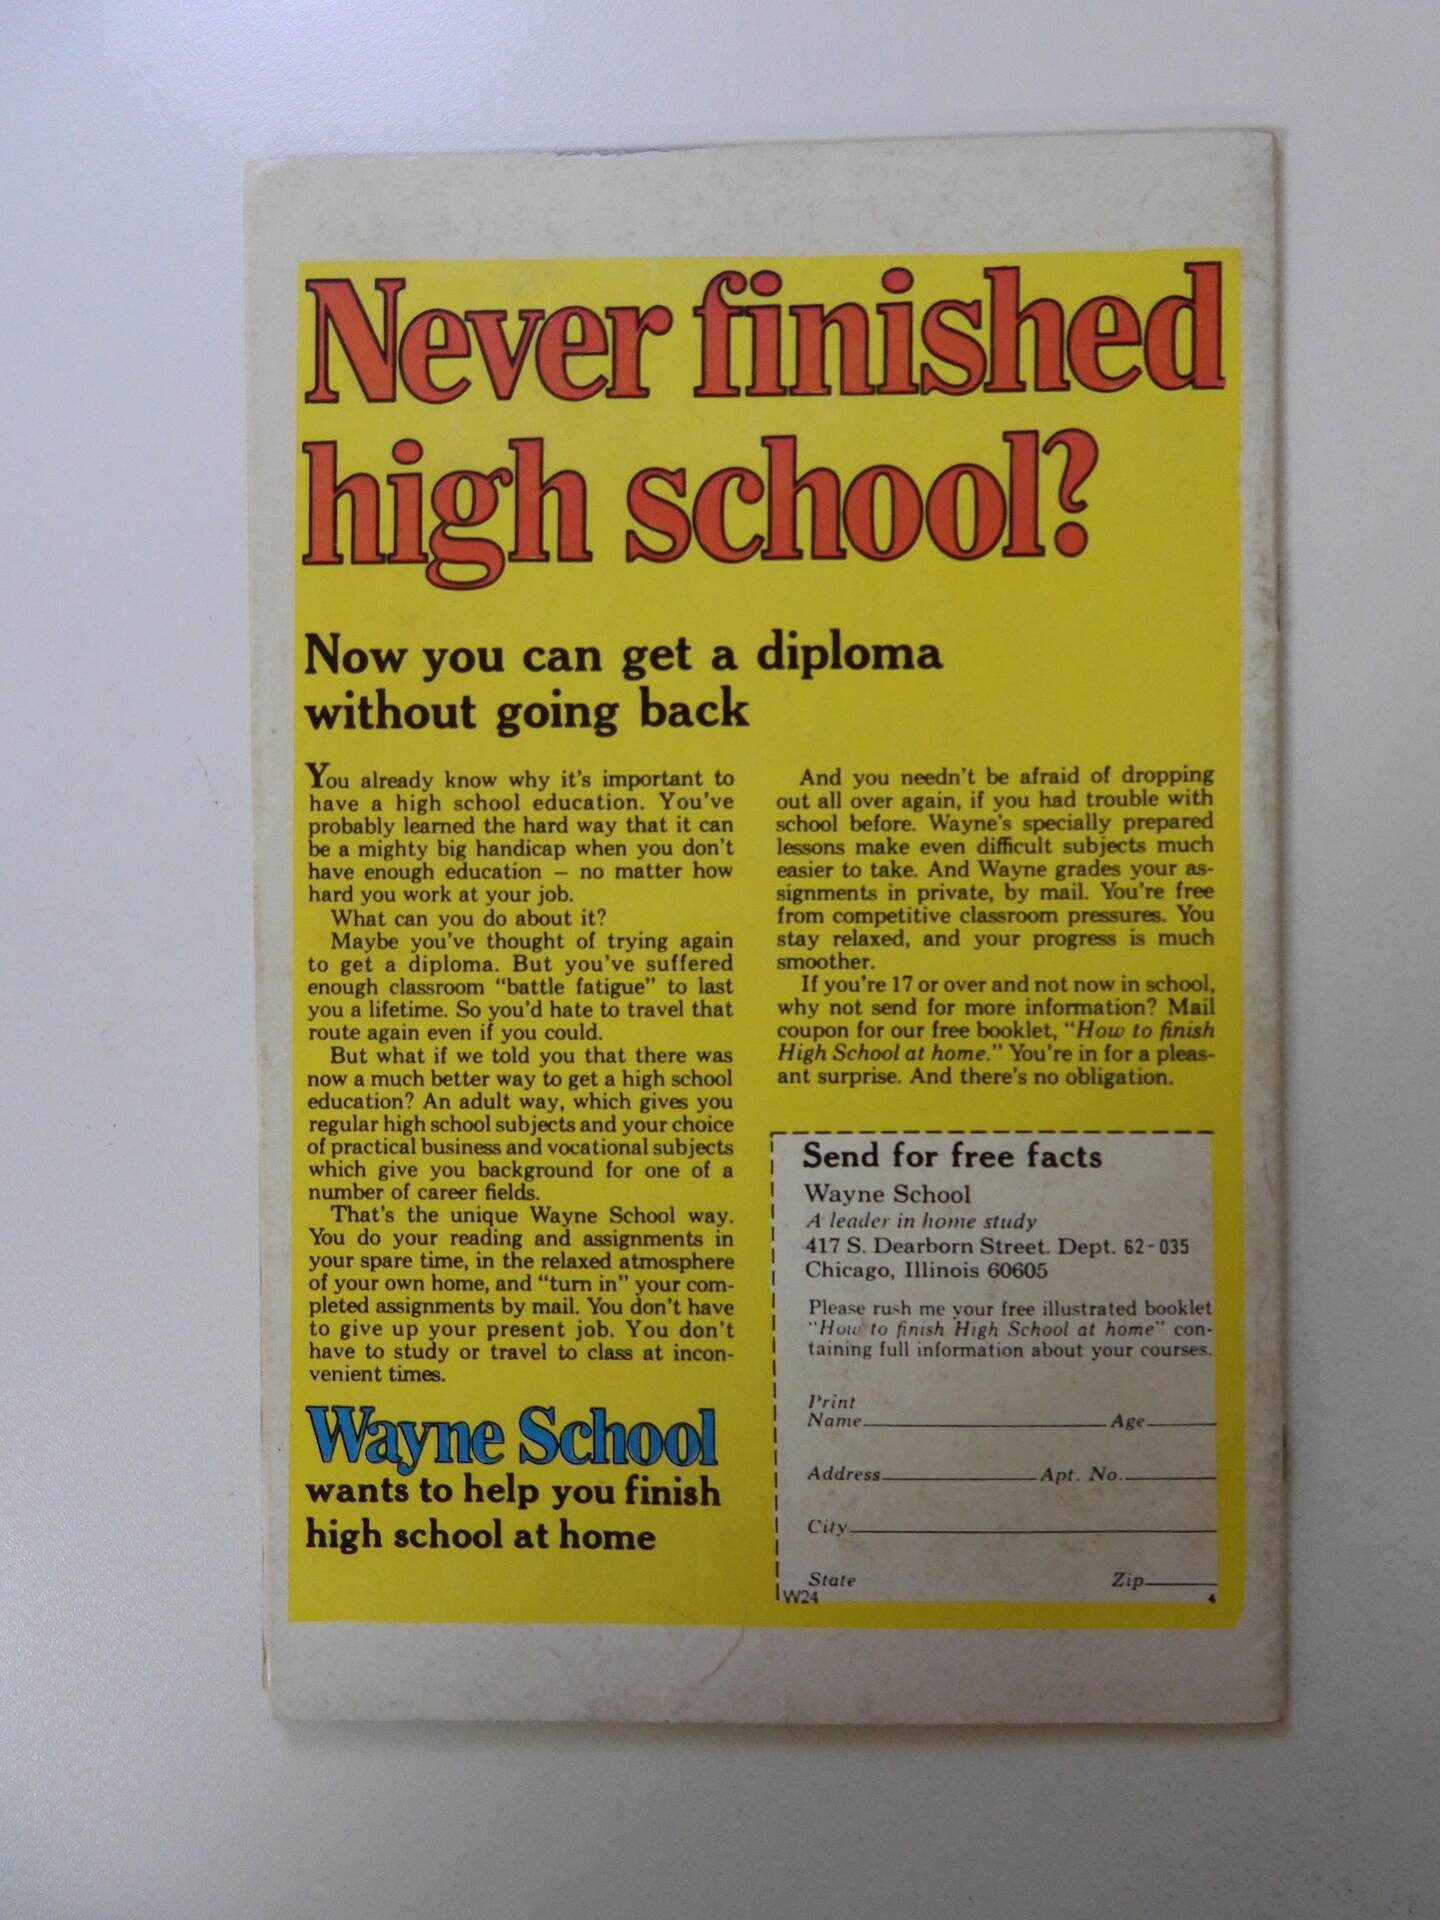 Never finished
high school?
Now you can get a diploma
without going back
You already know why it's important to
have a high school education. You've
probably learned the hard way that it can
be a mighty big handicap when you don't
have enough education – no matter how
hard you work at your job.
What can you do about it?
Maybe you've thought of trying again
to get a diploma. But you've suffered
enough classroom "battle fatigue" to last
you a lifetime. So you'd hate to travel that
route again even if you could.
But what if we told you that there was
now a much better way to get a high school
education? An adult way, which gives you
regular high school subjects and your choice
of practical business and vocational subjects
which give you background for one of a
number of career fields.
That's the unique Wayne School way.
You do your reading and assignments in
your spare time, in the relaxed atmosphere
of your own home, and "turn in" your com-
pleted assignments by mail. You don't have
to give up your present job. You don't
have to study or travel to class at incon-
venient times.
Wayne School
wants to help you finish
high school at home
And you needn't be afraid of dropping
out all over again, if you had trouble with
school before. Wayne's specially prepared
lessons make even difficult subjects much
easier to take. And Wayne grades your as-
signments in private, by mail. You're free
from competitive classroom pressures. You
stay relaxed, and your progress is much
smoother.
If you're 17 or over and not now in school,
why not send for more information? Mail
coupon for our free booklet, "How to finish
High School at home." You're in for a pleas-
ant surprise. And there's no obligation.
Send for free facts
Wayne School
A leader in home study
417 S. Dearborn Street. Dept. 62-035
Chicago, Illinois 60605
Please rush me your free illustrated booklet
"How to finish High School at home" con-
taining full information about your courses.
Print
Name Age
Address Apt. No.
City
State Zip
W24 4